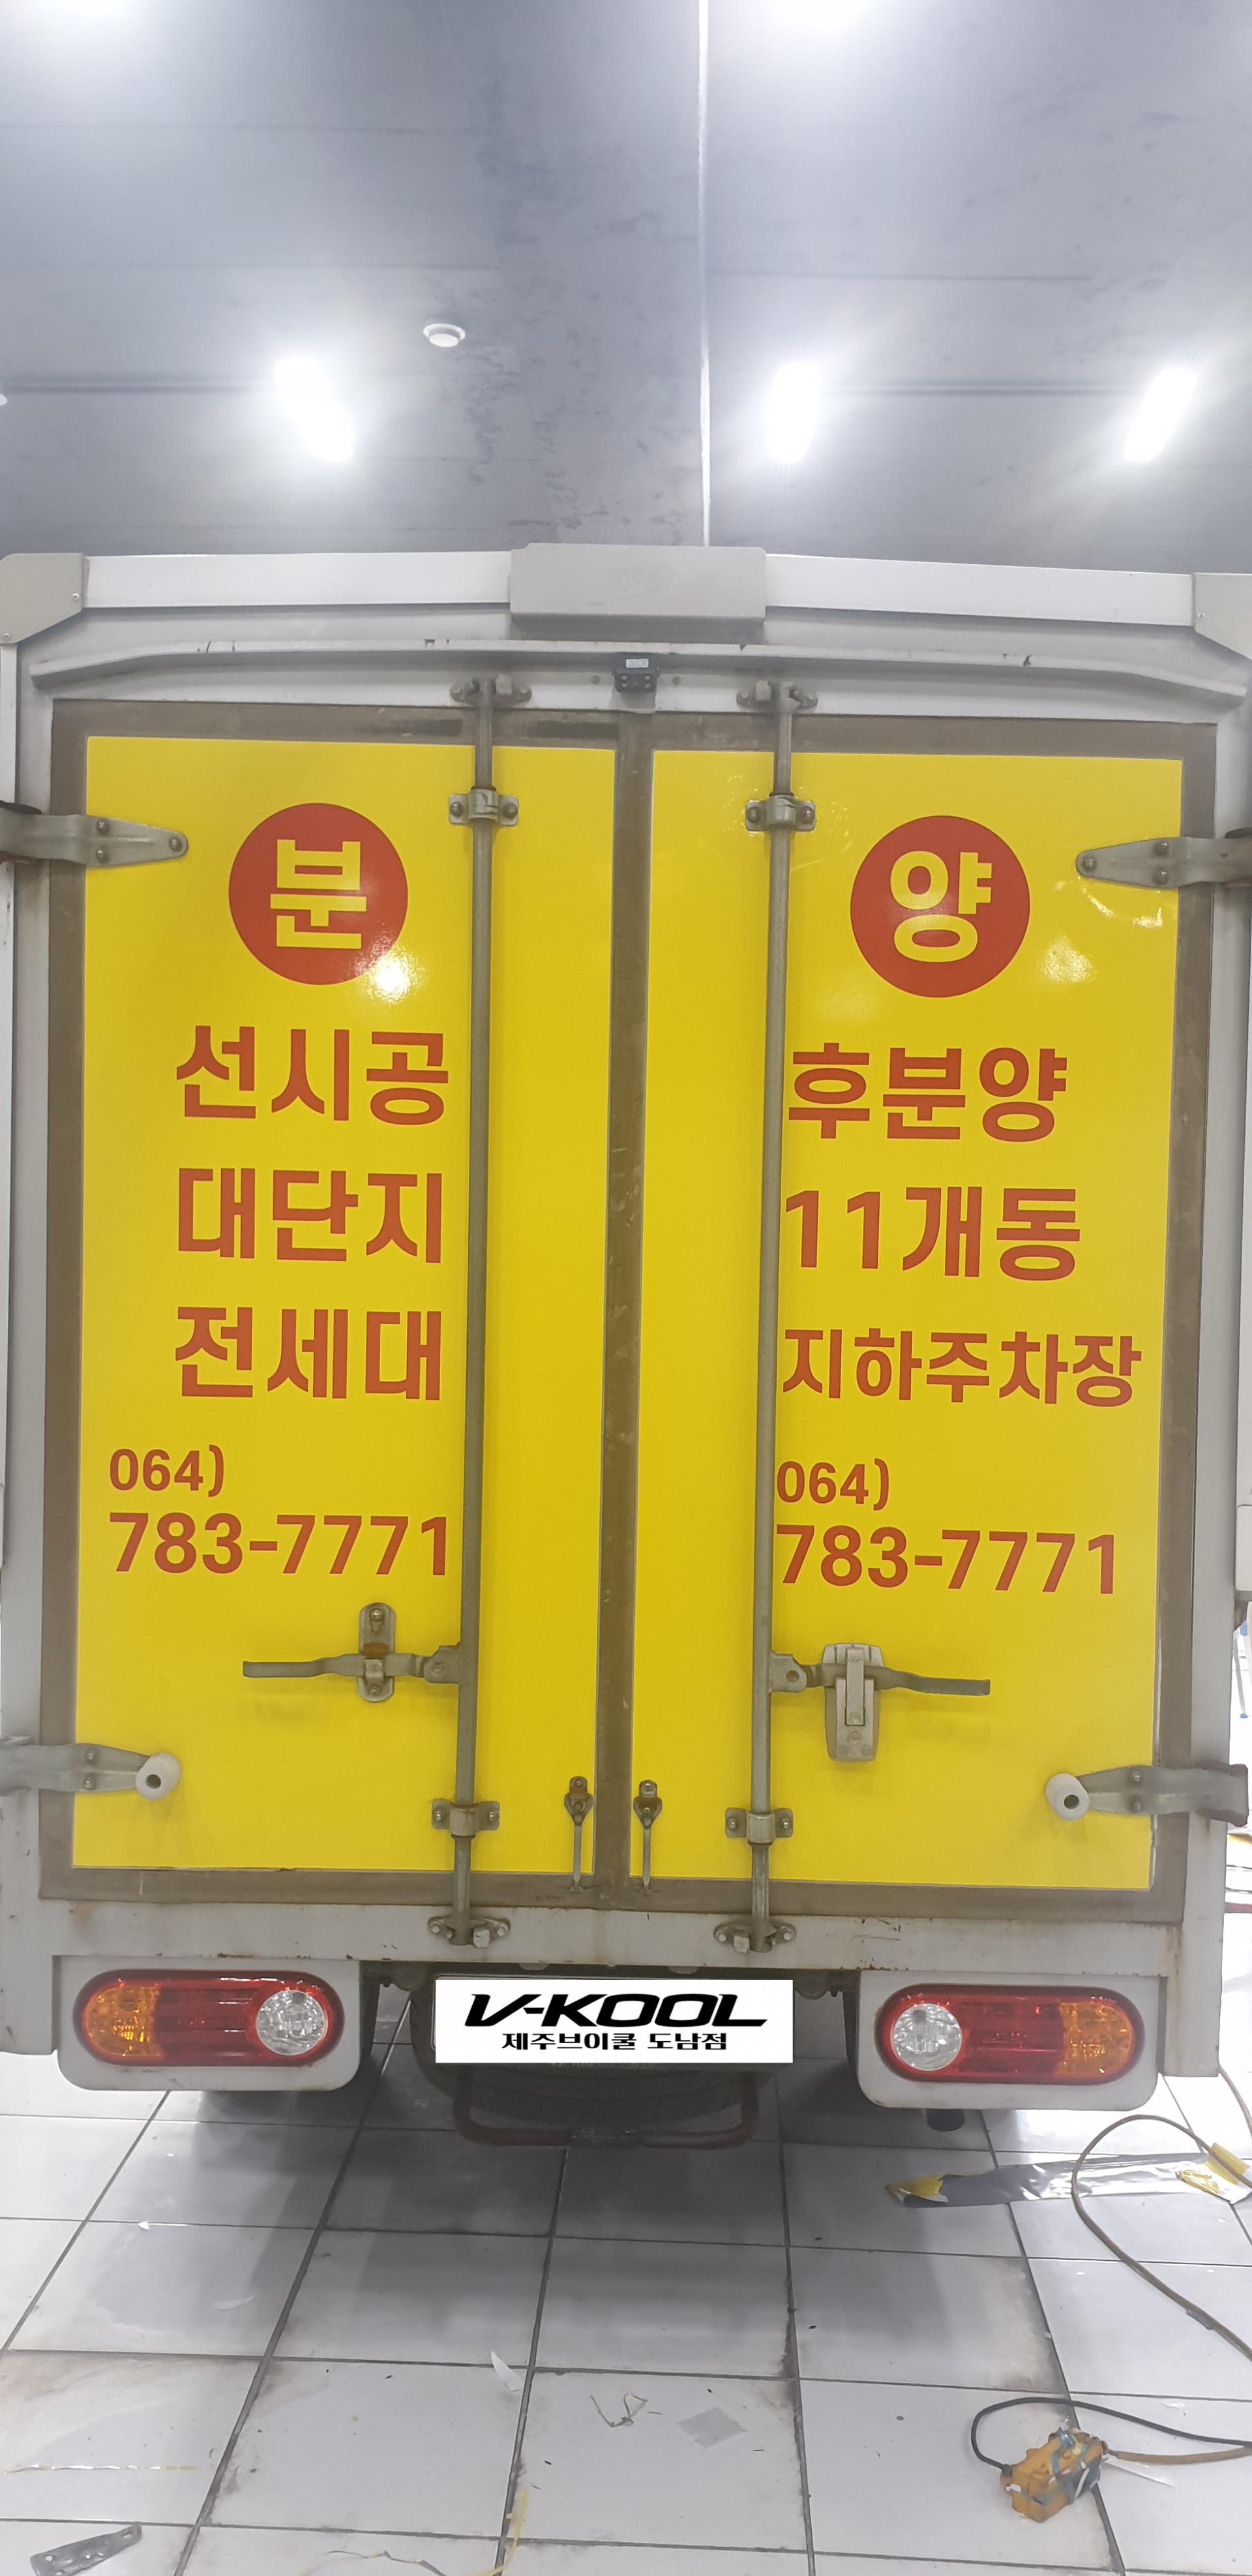 분 양
선시공 후분양
대단지 11개동
전세대 지하주차장
064) 064)
783-7771 783-7771
V-KOOL
제주브이쿨 도남점